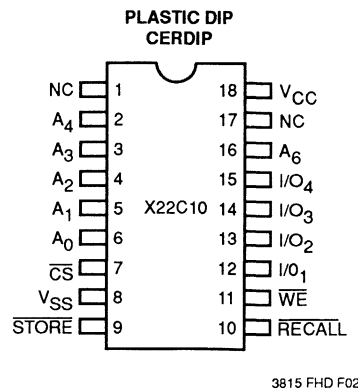 PLASTIC DIP
CERDIP
NC 1 18 VCC
A4 2 17 NC
A3 3 16 A6
A2 4 15 I/O4
A1 5 X22C10 14 I/O3
A0 6 13 I/O2
CS 7 12 I/01
VSS 8 11 WE
STORE 9 10 RECALL
3815 FHD F02